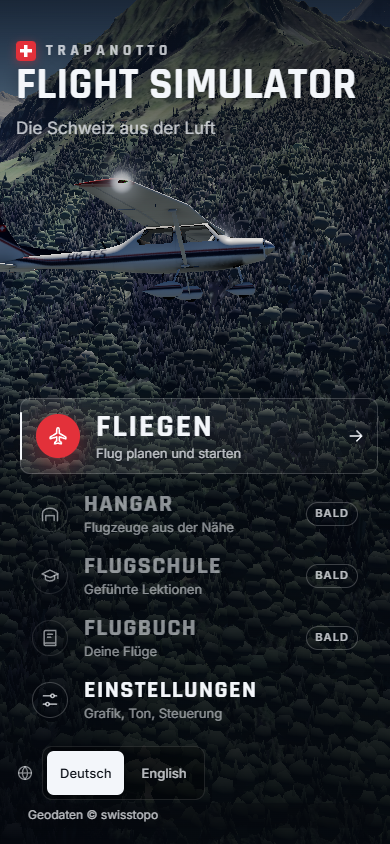 TRAPANOTTO
FLIGHT SIMULATOR
Die Schweiz aus der Luft
FLIEGEN
Flug planen und starten
HANGAR
Flugzeuge aus der Nähe
BALD
FLUGSCHULE
Geführte Lektionen
BALD
FLUGBUCH
Deine Flüge
BALD
EINSTELLUNGEN
Grafik, Ton, Steuerung
Deutsch English
Geodaten © swisstopo